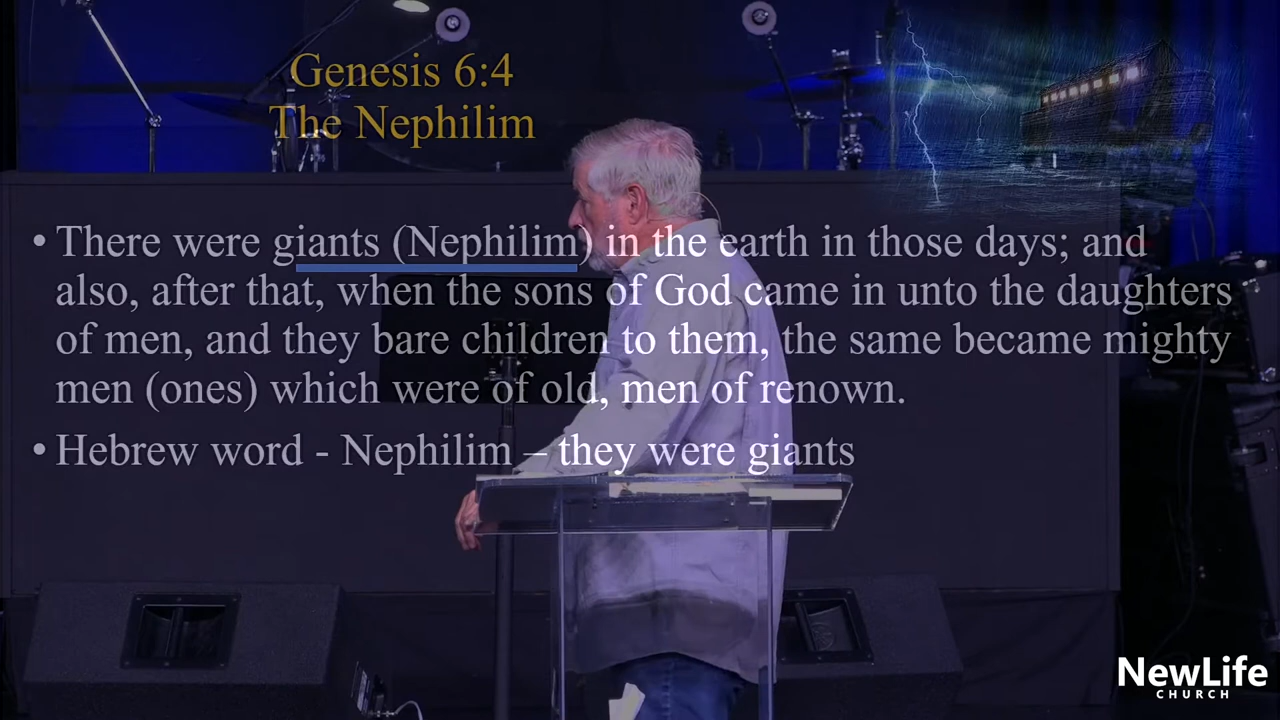 Genesis 6:4
The Nephilim
• There were giants (Nephilim) in the earth in those days; and
also, after that, when the sons of God came in unto the daughters
of men, and they bare children to them, the same became mighty
men (ones) which were of old, men of renown.
• Hebrew word - Nephilim – they were giants
NewLife
CHURCH